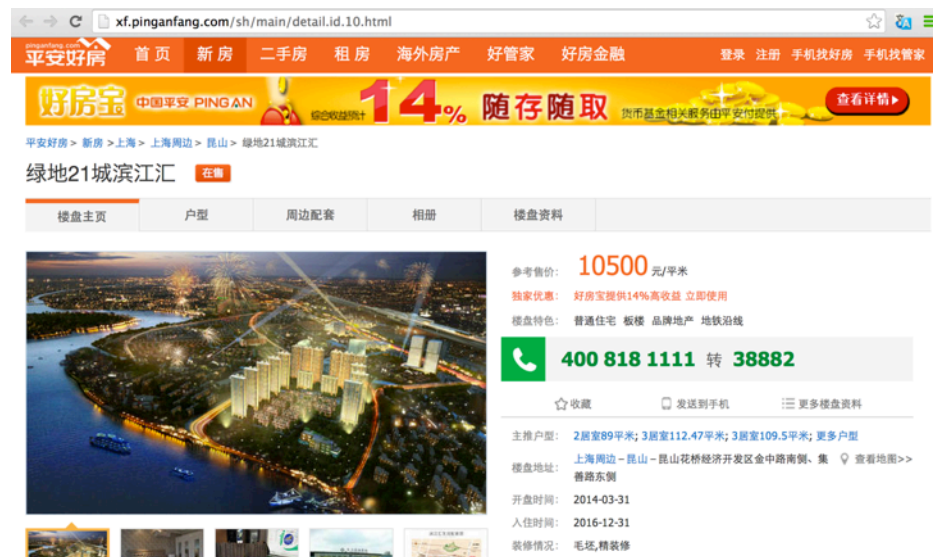 xf.pinganfang.com/sh/main/detail.id.10.html
pinganfang.com
平安好房 首页 新房 二手房 租房 海外房产 好管家 好房金融 登录 注册 手机找好房 手机找管家
好房宝 中国平安 PING AN 综合收益预计 14% 随存随取 货币基金相关服务由平安付提供 查看详情▶
平安好房 > 新房 > 上海 > 上海周边 > 昆山 > 绿地21城滨江汇
绿地21城滨江汇 在售
楼盘主页 户型 周边配套 相册 楼盘资料
参考售价: 10500 元/平米
独家优惠: 好房宝提供14%高收益 立即使用
楼盘特色: 普通住宅 板楼 品牌地产 地铁沿线
400 818 1111 转 38882
收藏 发送到手机 更多楼盘资料
主推户型: 2居室89平米; 3居室112.47平米; 3居室109.5平米; 更多户型
楼盘地址: 上海周边 – 昆山 – 昆山花桥经济开发区金中路南侧、集善路东侧 查看地图>>
开盘时间: 2014-03-31
入住时间: 2016-12-31
装修情况: 毛坯,精装修